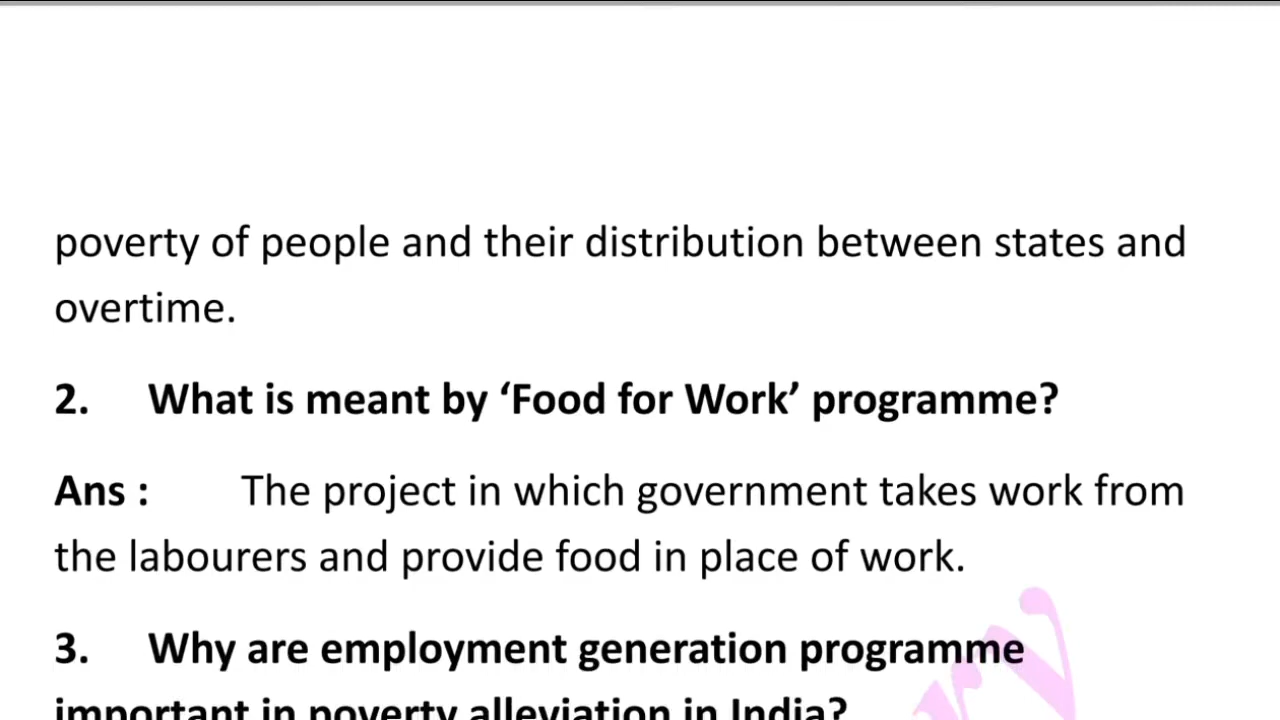 poverty of people and their distribution between states and
overtime.
2. What is meant by ‘Food for Work’ programme?
Ans : The project in which government takes work from
the labourers and provide food in place of work.
3. Why are employment generation programme
important in poverty alleviation in India?